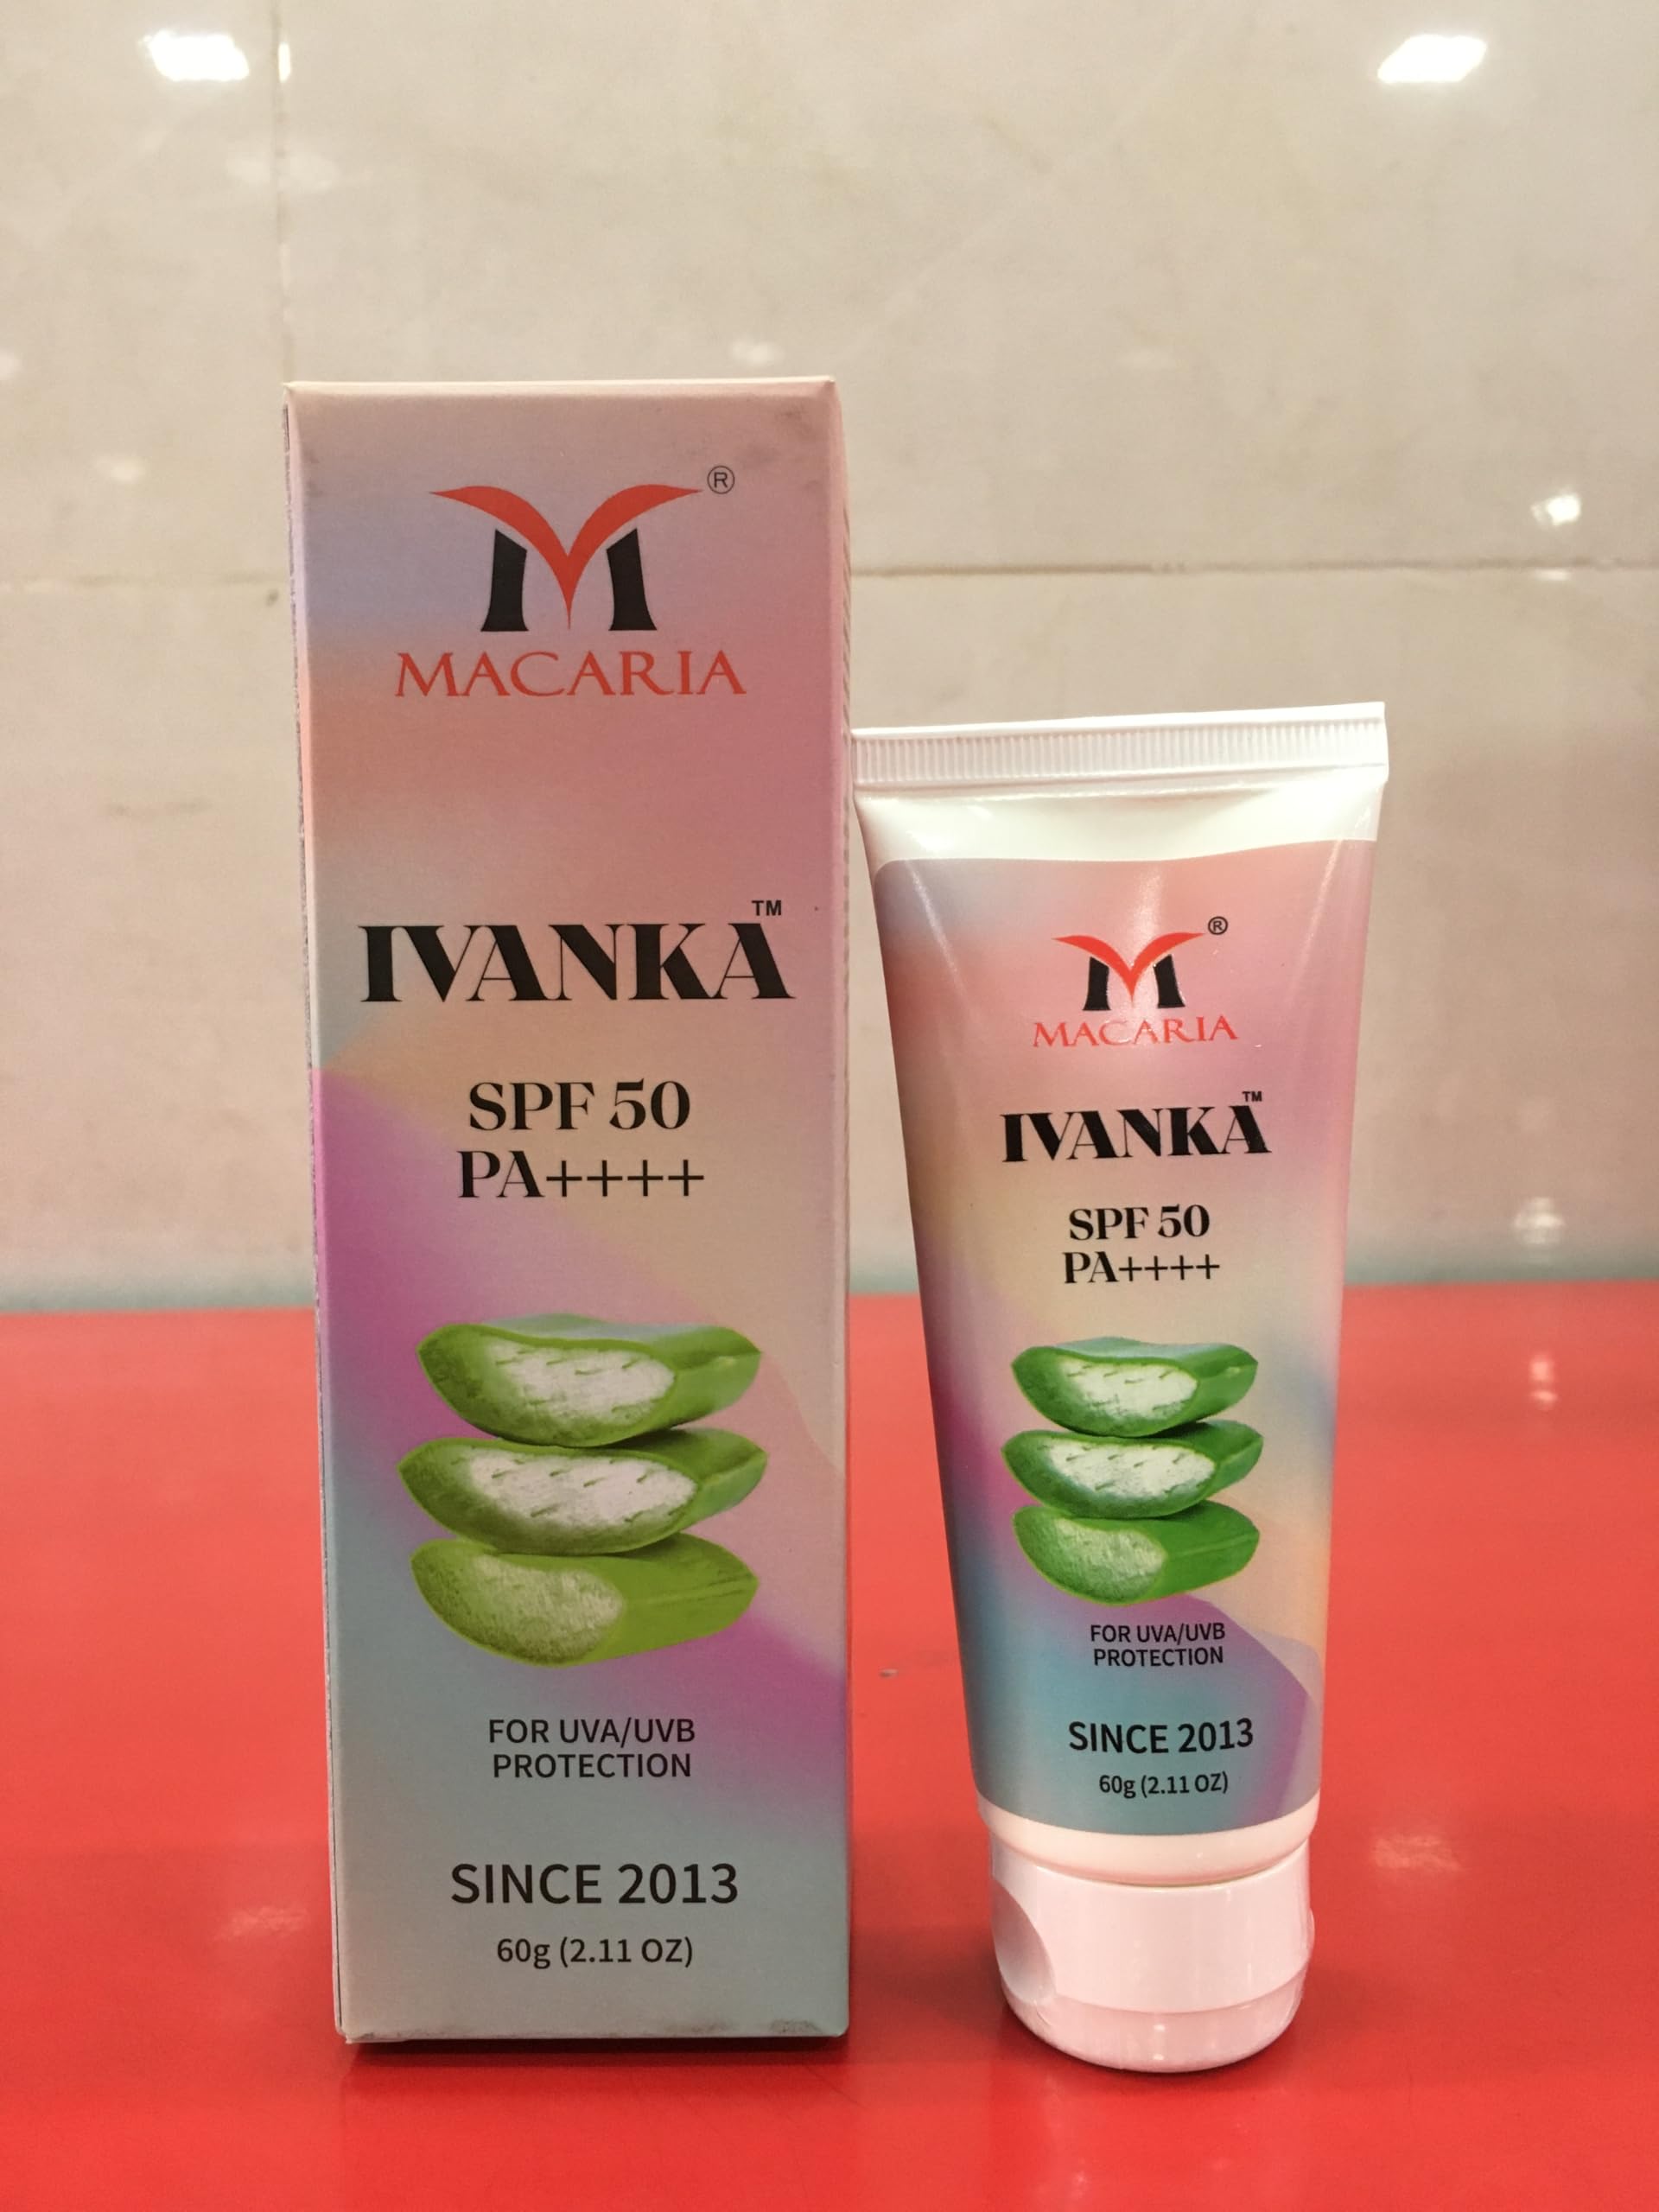 ®
MACARIA
IVANKA™
SPF 50
PA++++
FOR UVA/UVB
PROTECTION
SINCE 2013
60g (2.11 OZ)
®
MACARIA
IVANKA™
SPF 50
PA++++
FOR UVA/UVB
PROTECTION
SINCE 2013
60g (2.11 OZ)